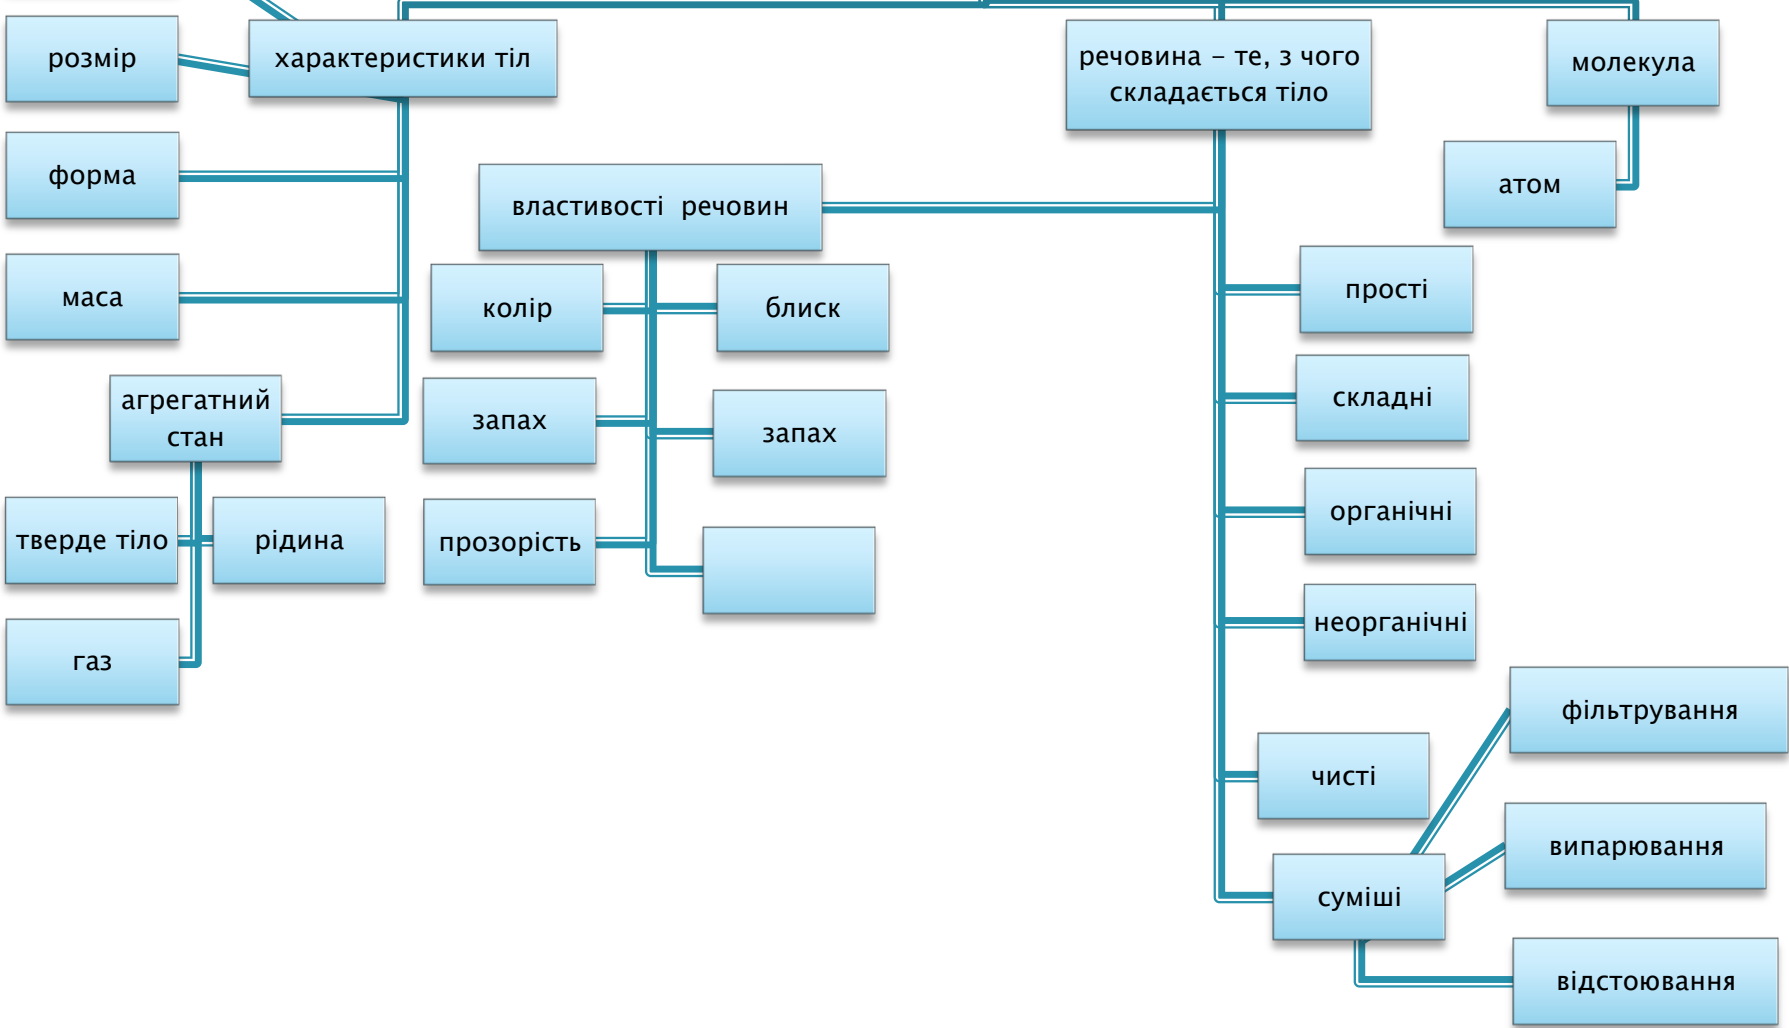 розмір
характеристики тіл
речовина – те, з чого
складається тіло
молекула
форма
властивості речовин
атом
маса
колір
блиск
прості
агрегатний
стан
запах
запах
складні
тверде тіло
рідина
прозорість
органічні
газ
неорганічні
фільтрування
чисті
випарювання
суміші
відстоювання